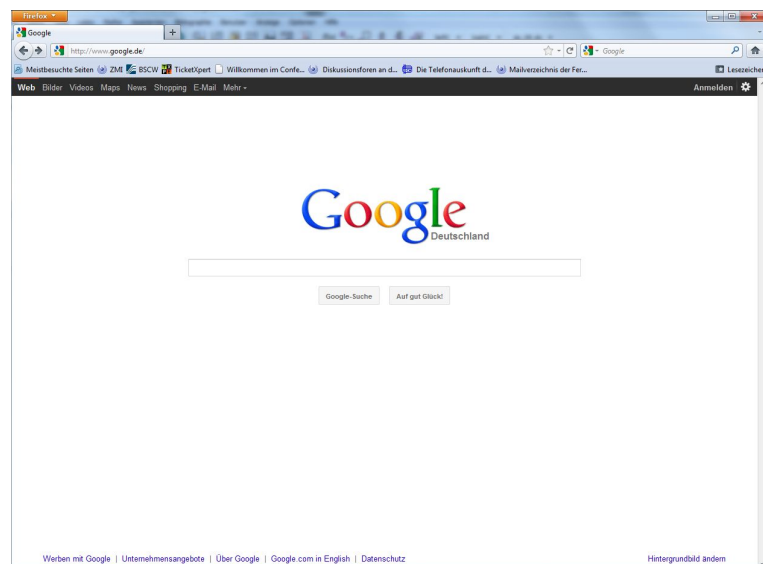 Firefox
Google
http://www.google.de/
Google
Meistbesuchte Seiten ZMI BSCW TicketXpert Willkommen im Confe... Diskussionsforen an d... Die Telefonauskunft d... Mailverzeichnis der Fer... Lesezeichen
Web Bilder Videos Maps News Shopping E-Mail Mehr Anmelden
Google
Deutschland
Google-Suche Auf gut Glück!
Werben mit Google | Unternehmensangebote | Über Google | Google.com in English | Datenschutz Hintergrundbild ändern